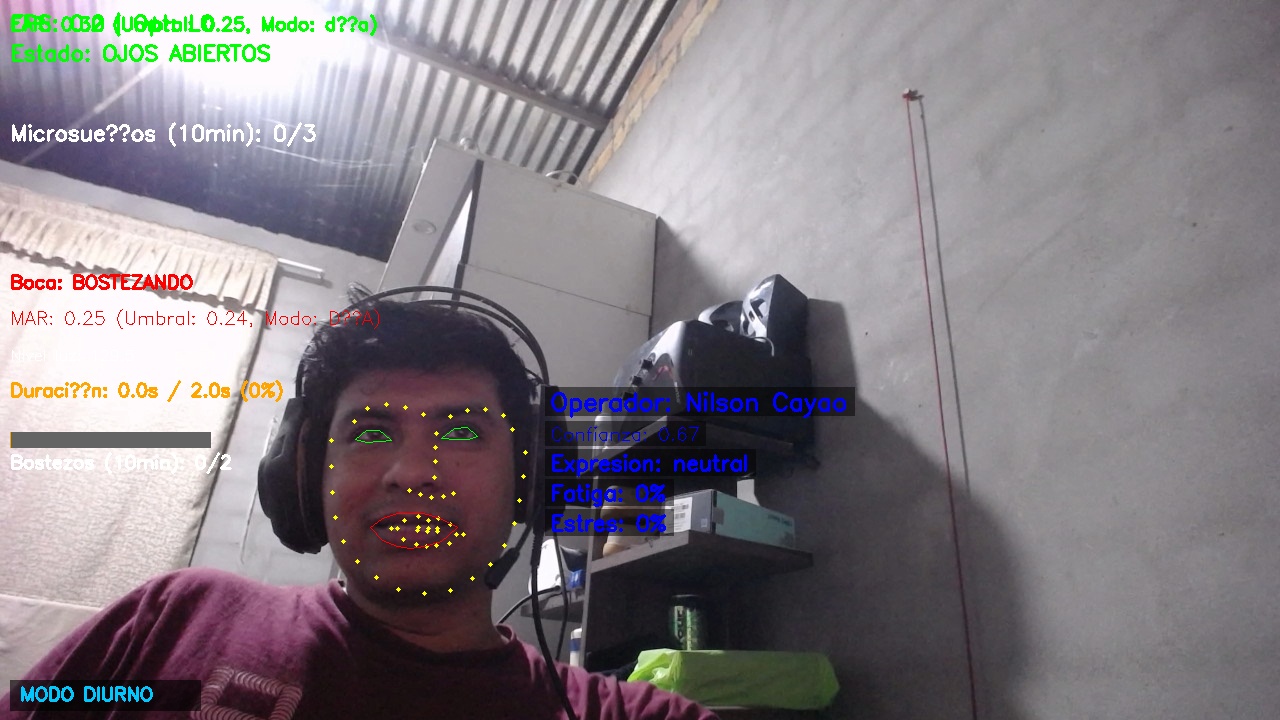 Estado: OJOS ABIERTOS
Microsue??os (10min): 0/3
Boca: BOSTEZANDO
MAR: 0.25 (Umbral: 0.24, Modo: D??A)
Duraci??n: 0.0s / 2.0s (0%)
Bostezos (10min): 0/2
Operador: Nilson Cayao
Confianza: 0.67
Expresion: neutral
Fatiga: 0%
Estres: 0%
MODO DIURNO